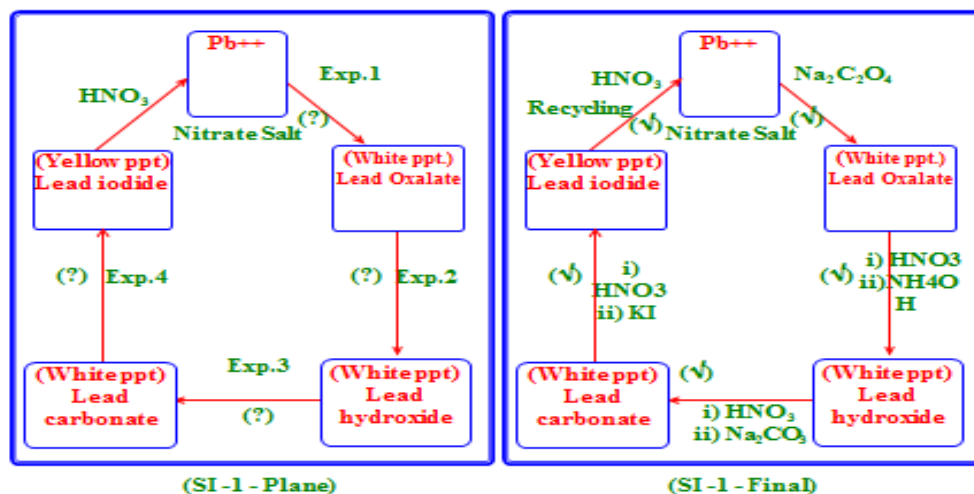 Pb++
Exp.1
HNO₃
(?)
Nitrate Salt
(Yellow ppt)
Lead iodide
(White ppt.)
Lead Oxalate
(?)
Exp.4
(?)
Exp.2
Exp.3
(White ppt)
Lead
carbonate
(?)
(White ppt)
Lead
hydroxide
(SI -1 - Plane)
Pb++
HNO₃
Na₂C₂O₄
Recycling
(√)
(√)
Nitrate Salt
(Yellow ppt)
Lead iodide
(White ppt.)
Lead Oxalate
(√)
i)
HNO3
ii) KI
(√)
i) HNO3
ii)NH4O
H
(√)
(White ppt)
Lead
carbonate
i) HNO₃
ii) Na₂CO₃
(White ppt)
Lead
hydroxide
(SI -1 - Final)